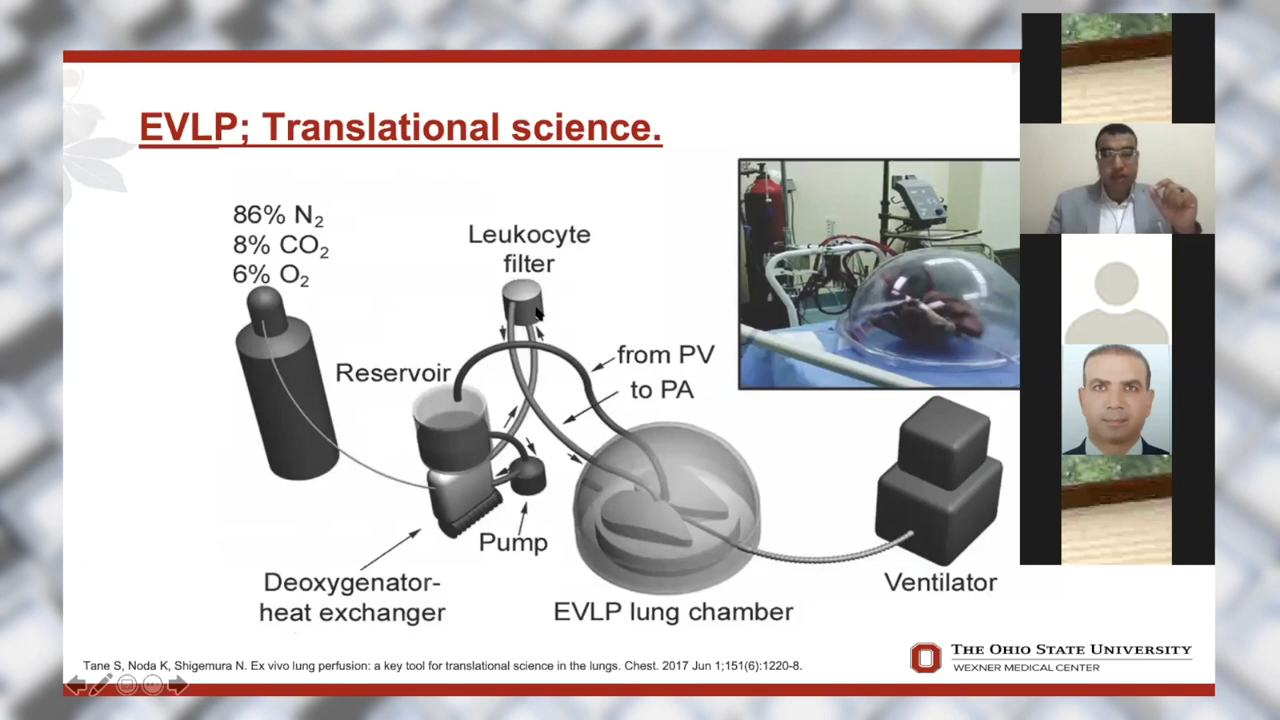 EVLP; Translational science.
86% N₂
8% CO₂
6% O₂
Leukocyte
filter
from PV
to PA
Reservoir
Pump
Deoxygenator-
heat exchanger
EVLP lung chamber
Ventilator
Tane S, Noda K, Shigemura N. Ex vivo lung perfusion: a key tool for translational science in the lungs. Chest. 2017 Jun 1;151(6):1220-8.
THE OHIO STATE UNIVERSITY
WEXNER MEDICAL CENTER